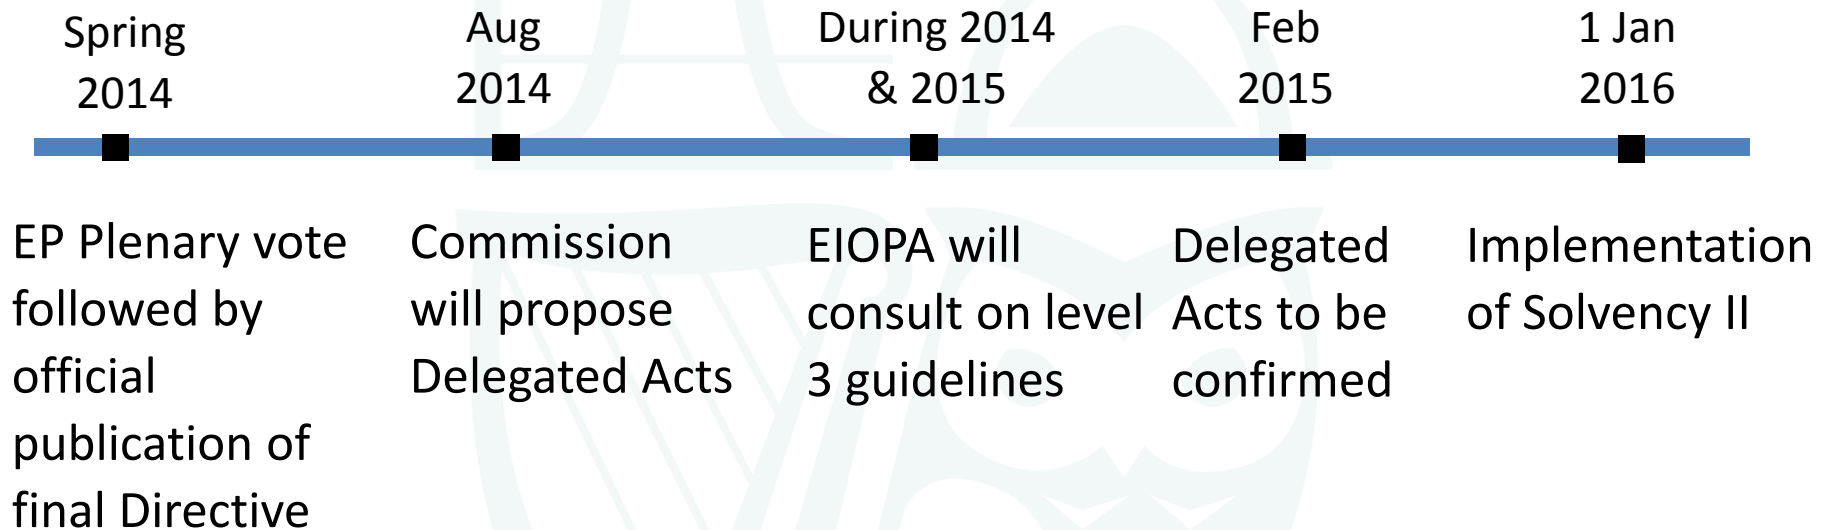 Spring
2014
Aug
2014
During 2014
& 2015
Feb
2015
1 Jan
2016
EP Plenary vote
followed by
official
publication of
final Directive
Commission
will propose
Delegated Acts
EIOPA will
consult on level
3 guidelines
Delegated
Acts to be
confirmed
Implementation
of Solvency II